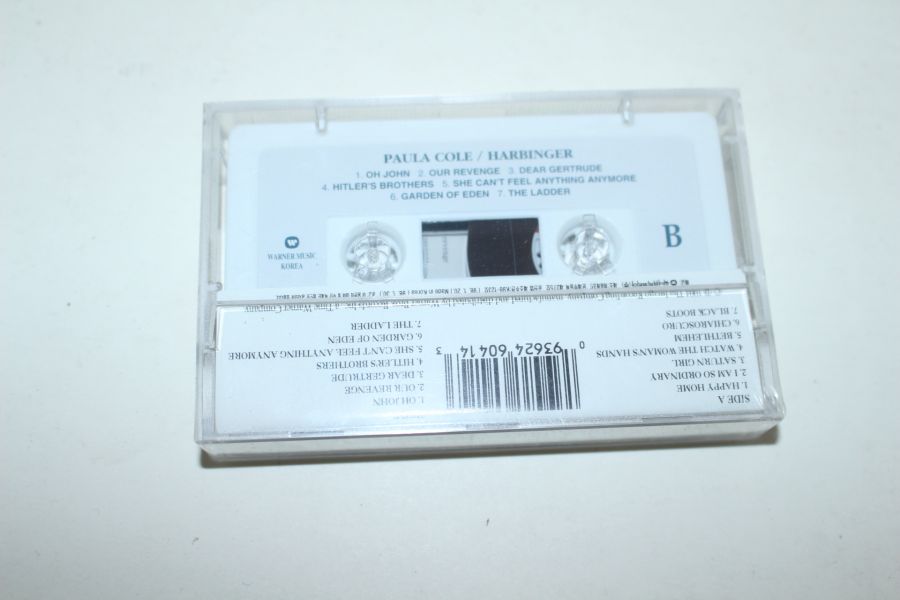 PAULA COLE / HARBINGER
1. OH JOHN 2. OUR REVENGE 3. DEAR GERTRUDE
4. HITLER'S BROTHERS 5. SHE CAN'T FEEL ANYTHING ANYMORE
6. GARDEN OF EDEN 7. THE LADDER
WARNER MUSIC
KOREA
B
SIDE A
1. HAPPY HOME
2. I AM SO ORDINARY
3. SATURN GIRL
4. WATCH THE WOMAN'S HANDS
5. BETHLEHEM
6. CHIAROSCURO
7. BLACK BOOTS
0 93624 60414 3
1. OH JOHN
2. OUR REVENGE
3. DEAR GERTRUDE
4. HITLER'S BROTHERS
5. SHE CAN'T FEEL ANYTHING ANYMORE
6. GARDEN OF EDEN
7. THE LADDER